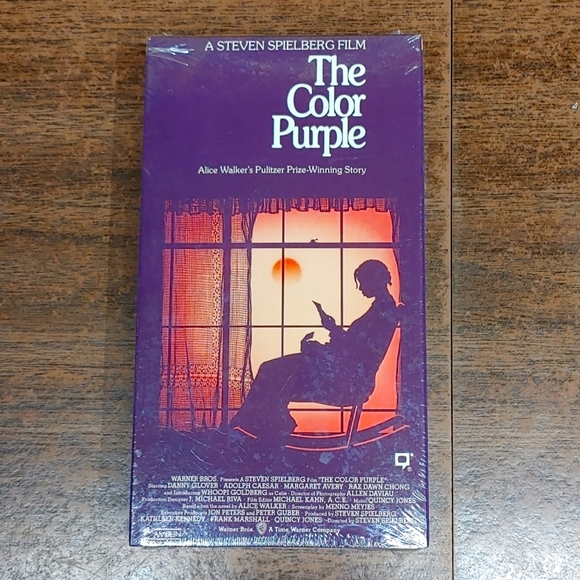 A STEVEN SPIELBERG FILM
The
Color
Purple
Alice Walker's Pulitzer Prize-Winning Story
WARNER BROS. Presents A STEVEN SPIELBERG Film "THE COLOR PURPLE"
Starring DANNY GLOVER · ADOLPH CAESAR · MARGARET AVERY · RAE DAWN CHONG
and Introducing WHOOPI GOLDBERG as Celie · Director of Photography ALLEN DAVIAU
Production Designer J. MICHAEL RIVA · Film Editor MICHAEL KAHN, A.C.E. · Music QUINCY JONES
Based upon the novel by ALICE WALKER · Screenplay by MENNO MEYJES
Executive Producers JON PETERS and PETER GUBER · Produced by STEVEN SPIELBERG
KATHLEEN KENNEDY · FRANK MARSHALL · QUINCY JONES · Directed by STEVEN SPIELBERG
AMBLIN Warner Bros. A Time Warner Company